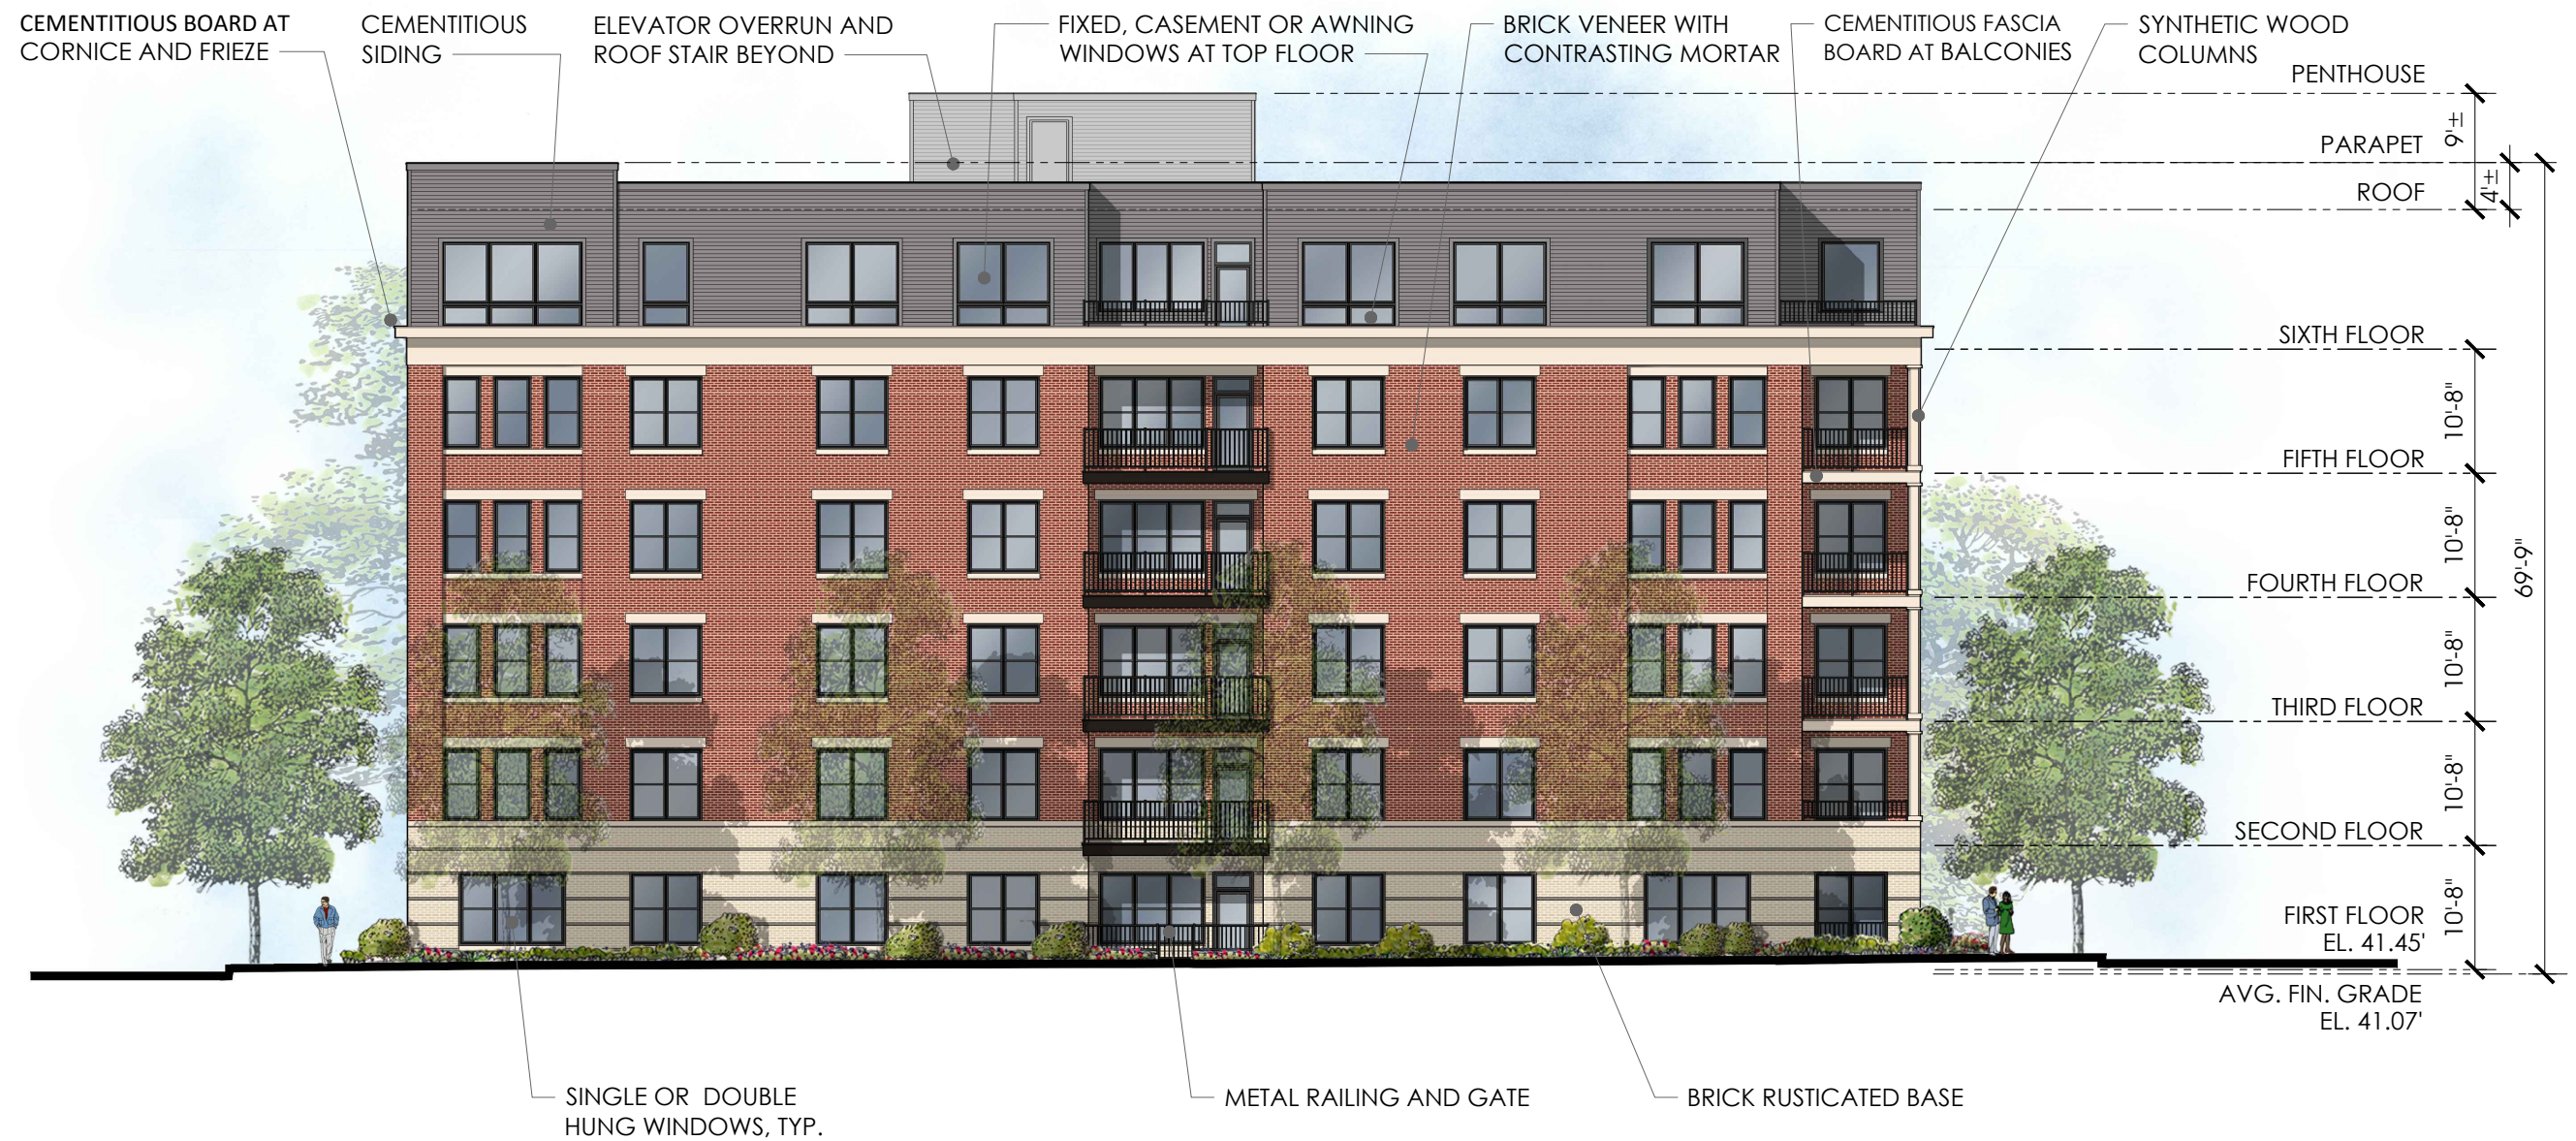 CEMENTITIOUS BOARD AT
CORNICE AND FRIEZE
CEMENTITIOUS
SIDING
ELEVATOR OVERRUN AND
ROOF STAIR BEYOND
FIXED, CASEMENT OR AWNING
WINDOWS AT TOP FLOOR
BRICK VENEER WITH
CONTRASTING MORTAR
CEMENTITIOUS FASCIA
BOARD AT BALCONIES
SYNTHETIC WOOD
COLUMNS
PENTHOUSE
9'±
PARAPET
4'±
ROOF
SIXTH FLOOR
10'-8"
FIFTH FLOOR
10'-8"
69'-9"
FOURTH FLOOR
10'-8"
THIRD FLOOR
10'-8"
SECOND FLOOR
10'-8"
FIRST FLOOR
EL. 41.45'
AVG. FIN. GRADE
EL. 41.07'
SINGLE OR DOUBLE
HUNG WINDOWS, TYP.
METAL RAILING AND GATE
BRICK RUSTICATED BASE